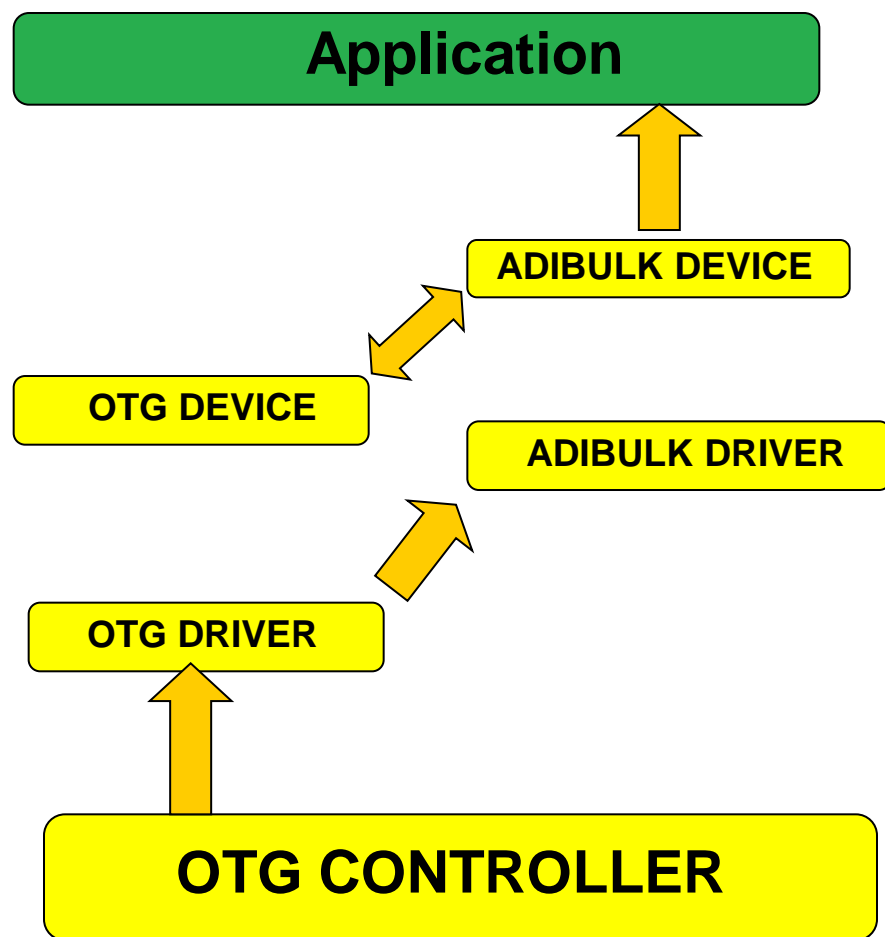 Application
ADIBULK DEVICE
OTG DEVICE
ADIBULK DRIVER
OTG DRIVER
OTG CONTROLLER